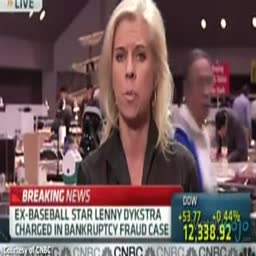 LIVE
BREAKING NEWS
EX-BASEBALL STAR LENNY DYKSTRA
CHARGED IN BANKRUPTCY FRAUD CASE
DOW
+53.77 +0.44%
12,338.92
Courtesy of CNBC
CNBC CNBC CNBC